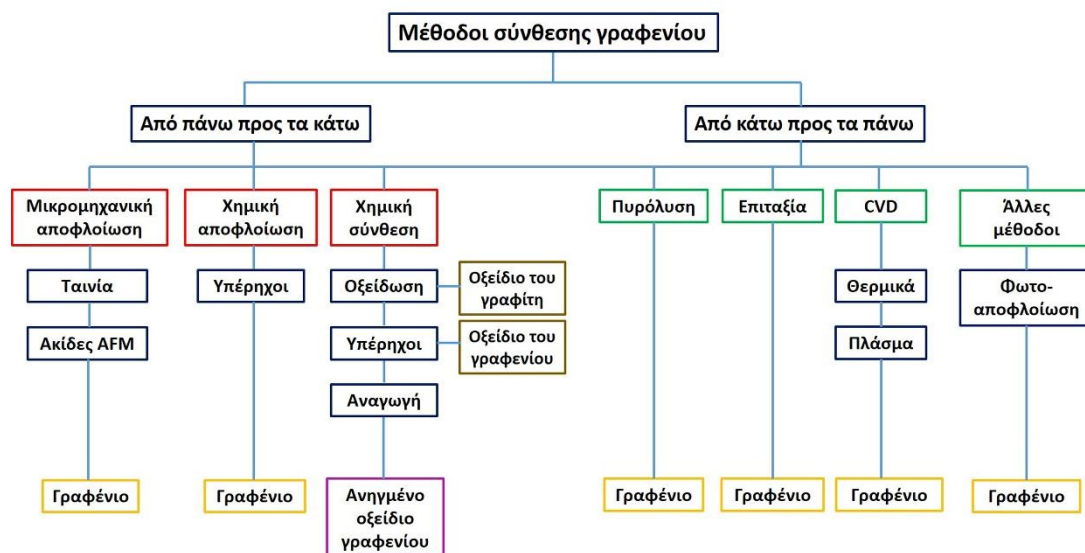 Μέθοδοι σύνθεσης γραφενίου
Από πάνω προς τα κάτω
Από κάτω προς τα πάνω
Μικρομηχανική
αποφλοίωση
Χημική
αποφλοίωση
Χημική
σύνθεση
Πυρόλυση
Επιταξία
CVD
Άλλες
μέθοδοι
Ταινία
Υπέρηχοι
Οξείδωση
Οξείδιο του
γραφίτη
Θερμικά
Φωτο-
αποφλοίωση
Ακίδες AFM
Υπέρηχοι
Οξείδιο του
γραφενίου
Πλάσμα
Αναγωγή
Γραφένιο
Γραφένιο
Ανηγμένο
οξείδιο
γραφενίου
Γραφένιο
Γραφένιο
Γραφένιο
Γραφένιο